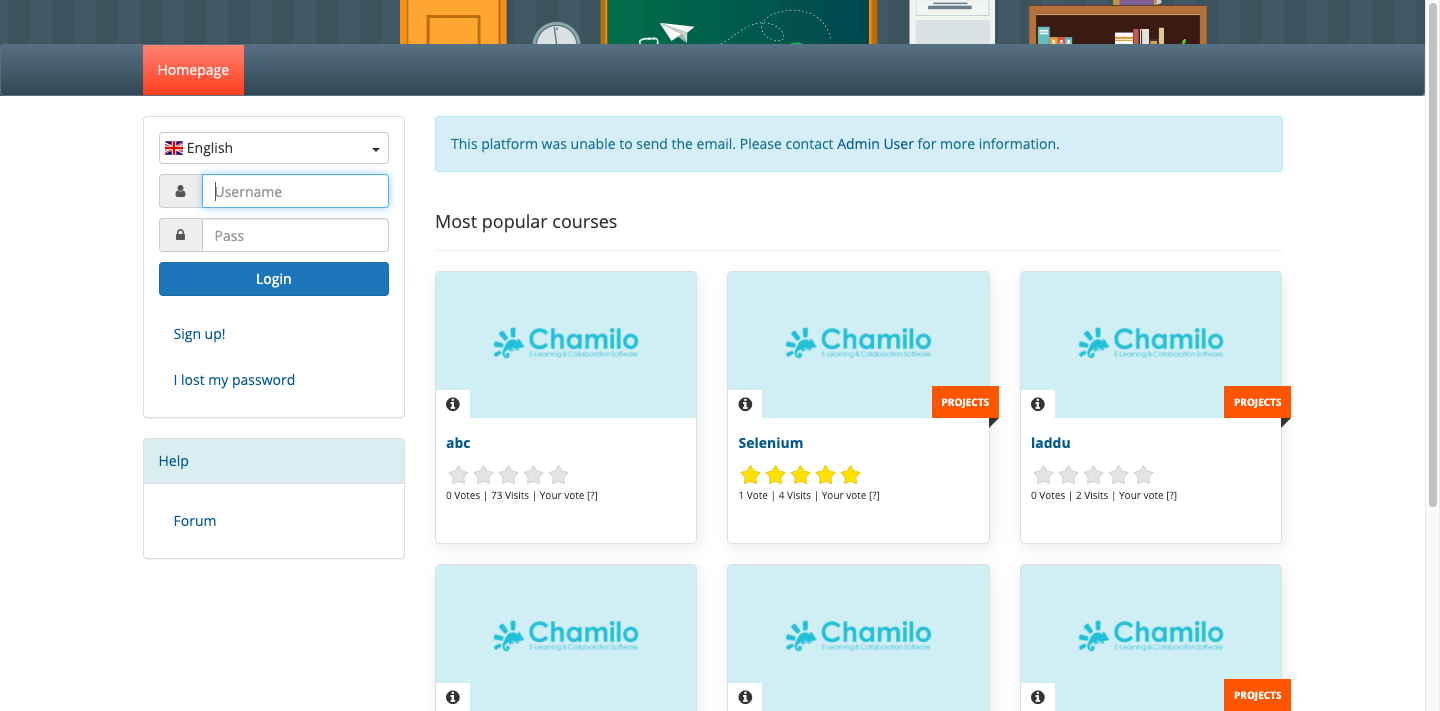 Homepage
English
Username
Pass
Login
Sign up!
I lost my password
Help
Forum
This platform was unable to send the email. Please contact Admin User for more information.
Most popular courses
Chamilo
E-Learning & Collaboration Software
abc
0 Votes | 73 Visits | Your vote [?]
Chamilo
E-Learning & Collaboration Software
PROJECTS
Selenium
1 Vote | 4 Visits | Your vote [?]
Chamilo
E-Learning & Collaboration Software
PROJECTS
laddu
0 Votes | 2 Visits | Your vote [?]
Chamilo
E-Learning & Collaboration Software
Chamilo
E-Learning & Collaboration Software
Chamilo
E-Learning & Collaboration Software
PROJECTS